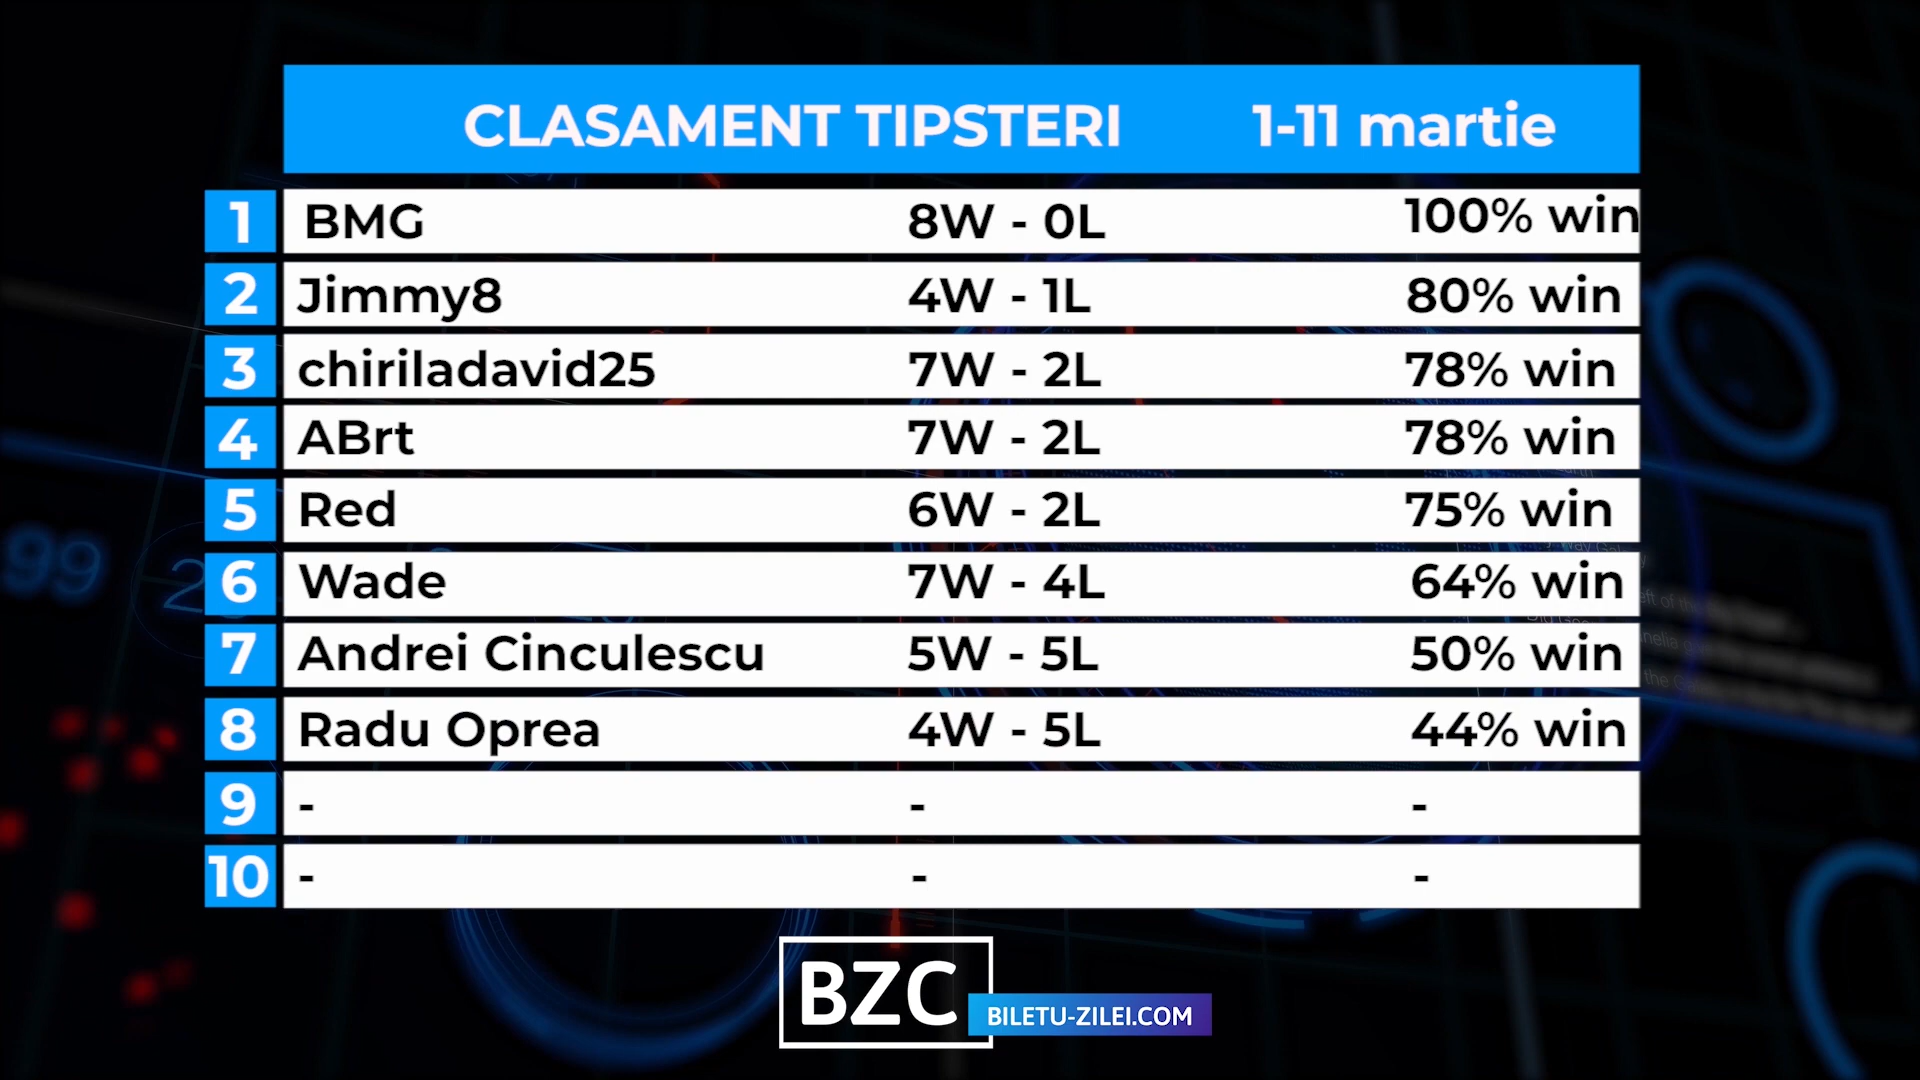 CLASAMENT TIPSTERI 1-11 martie
1 BMG 8W - 0L 100% win
2 Jimmy8 4W - 1L 80% win
3 chiriladavid25 7W - 2L 78% win
4 ABrt 7W - 2L 78% win
5 Red 6W - 2L 75% win
99 2
6 Wade 7W - 4L 64% win
7 Andrei Cinculescu 5W - 5L 50% win
8 Radu Oprea 4W - 5L 44% win
9 - - -
10 - - -
BZC
BILETU-ZILEI.COM